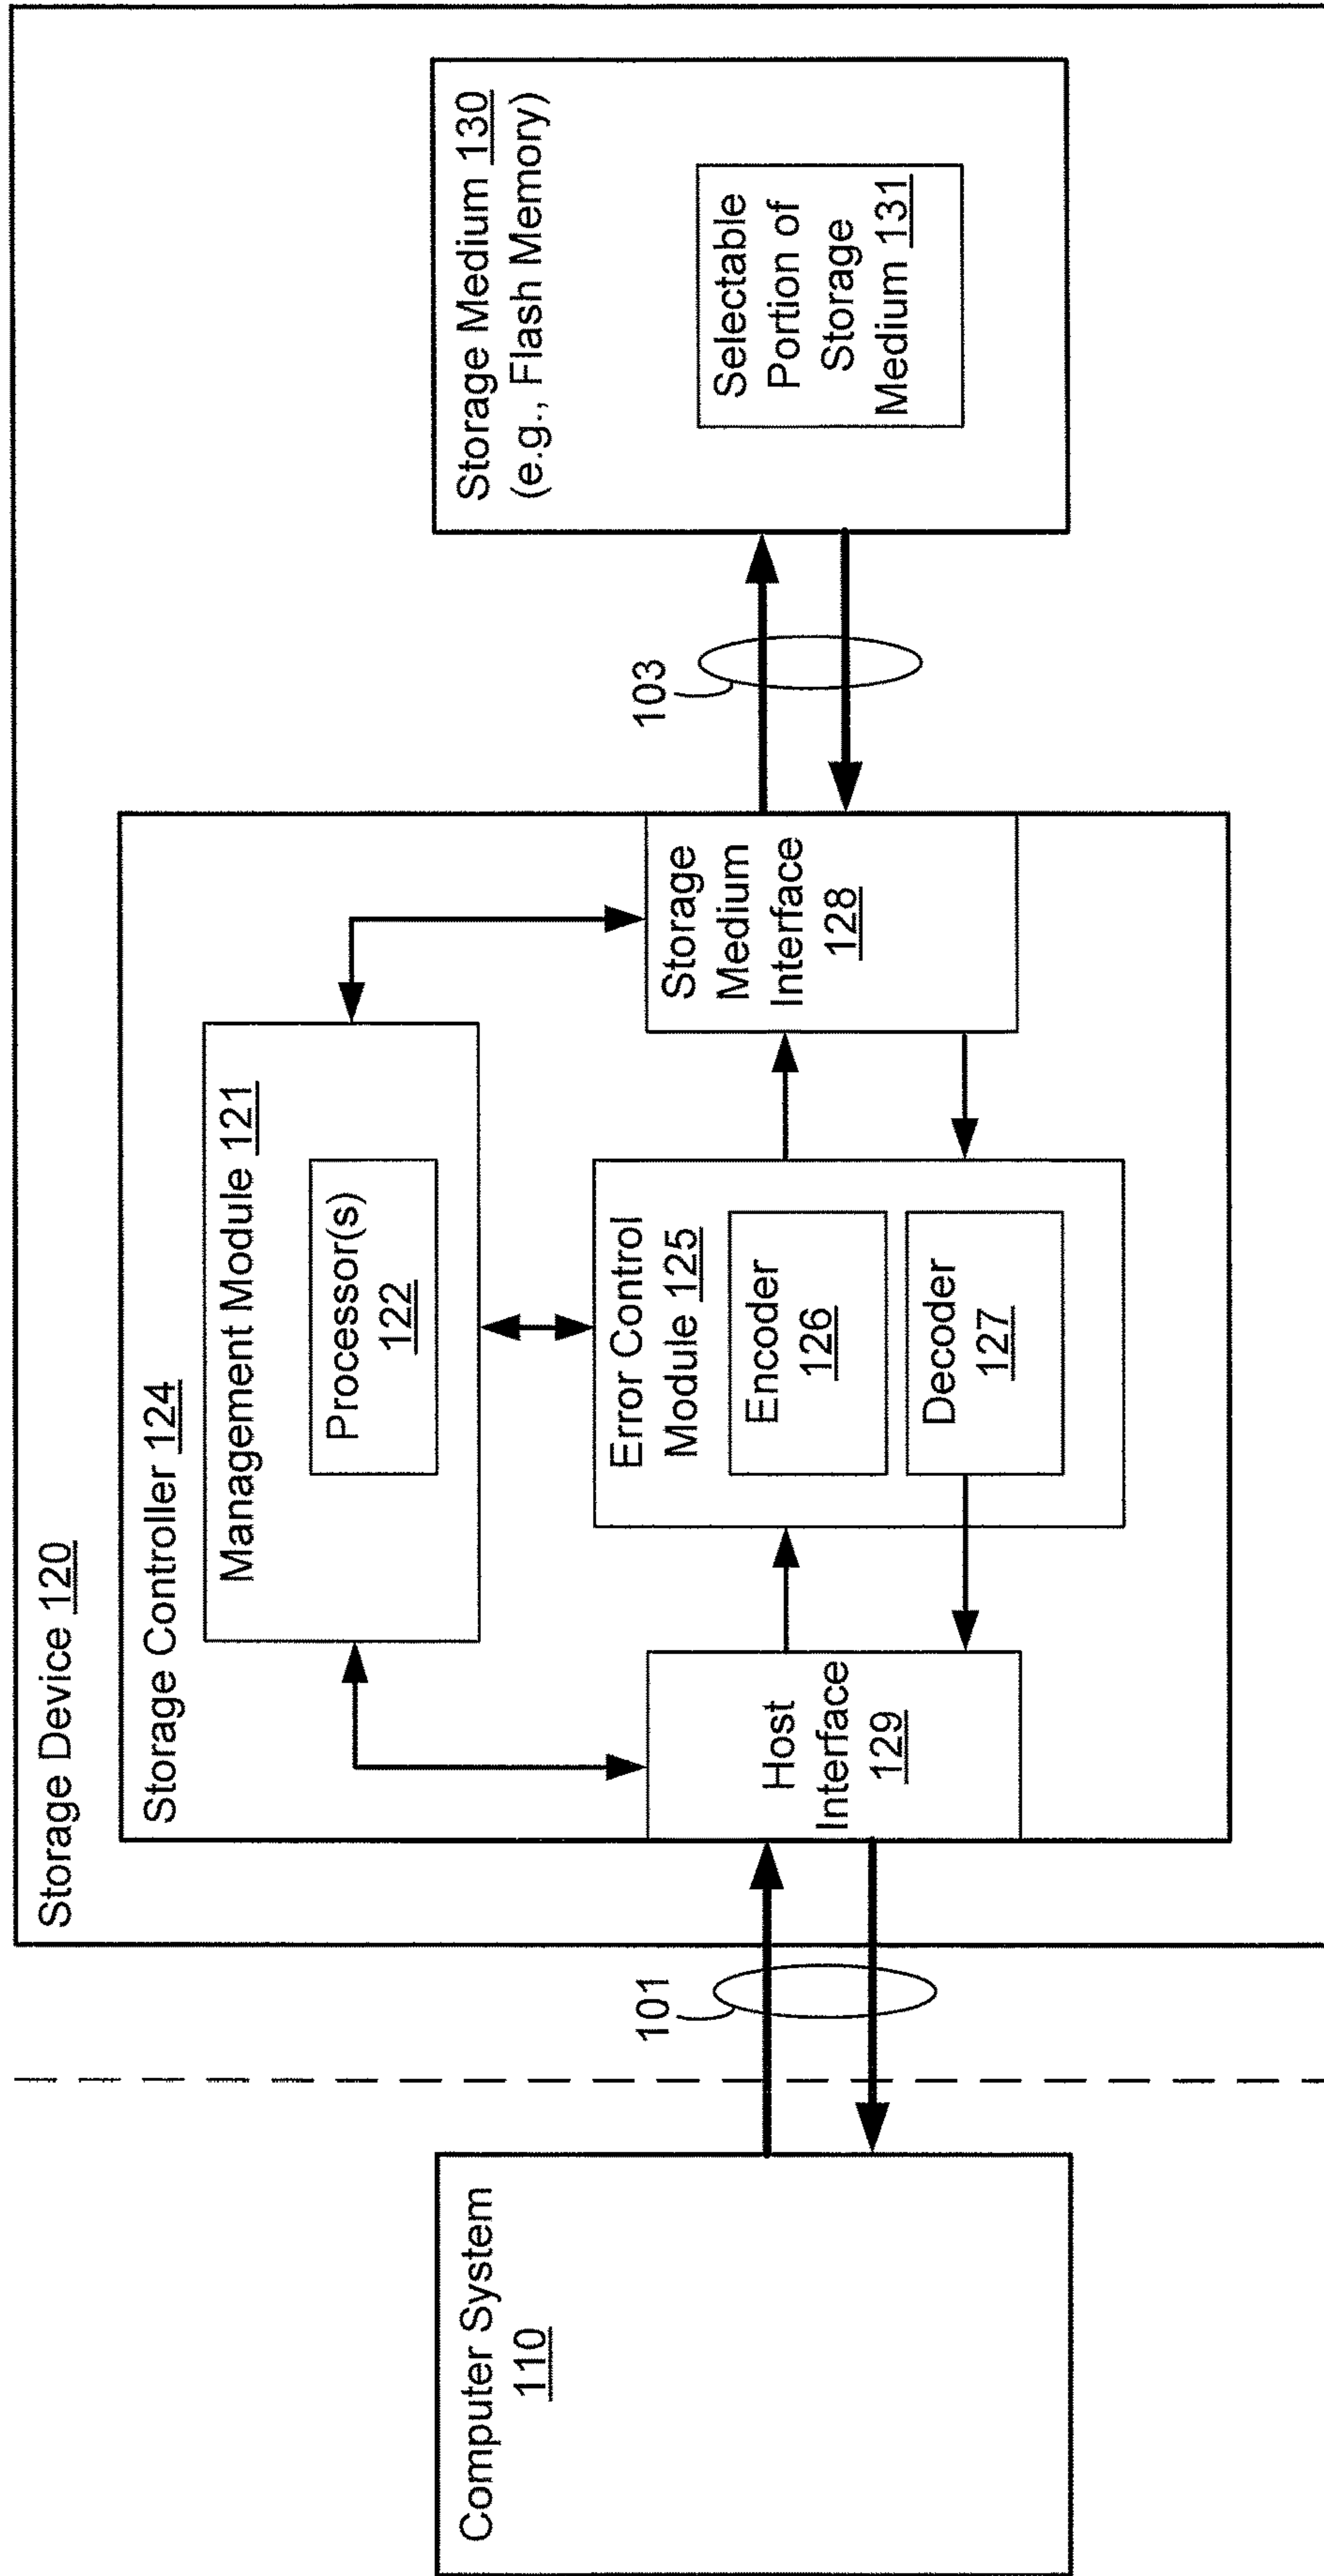 Computer System
110
101
Storage Device 120
Storage Controller 124
Management Module 121
Processor(s)
122
Host
Interface
129
Error Control
Module 125
Encoder
126
Decoder
127
Storage
Medium
Interface
128
103
Storage Medium 130
(e.g., Flash Memory)
Selectable
Portion of
Storage
Medium 131